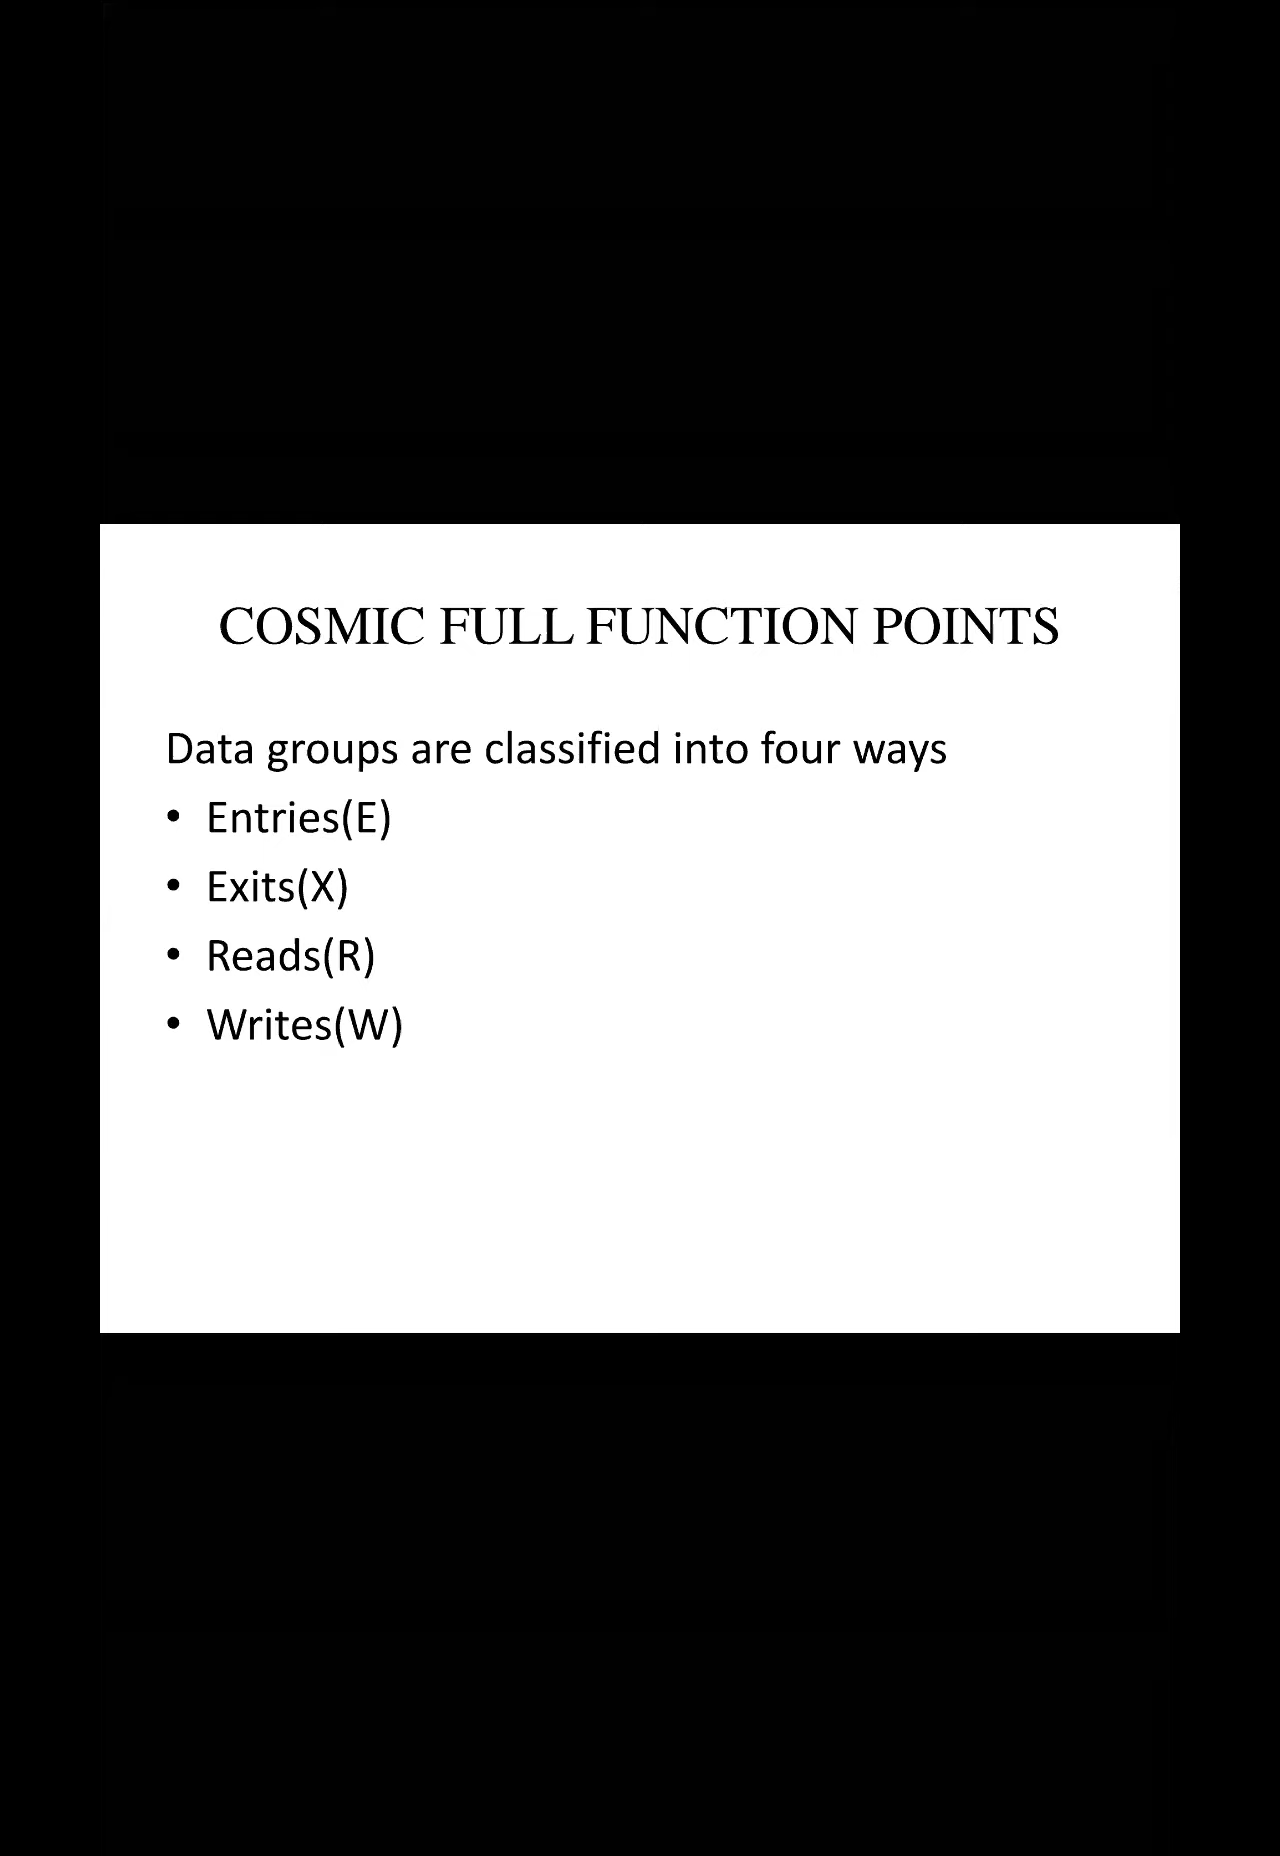 COSMIC FULL FUNCTION POINTS
Data groups are classified into four ways
• Entries(E)
• Exits(X)
• Reads(R)
• Writes(W)